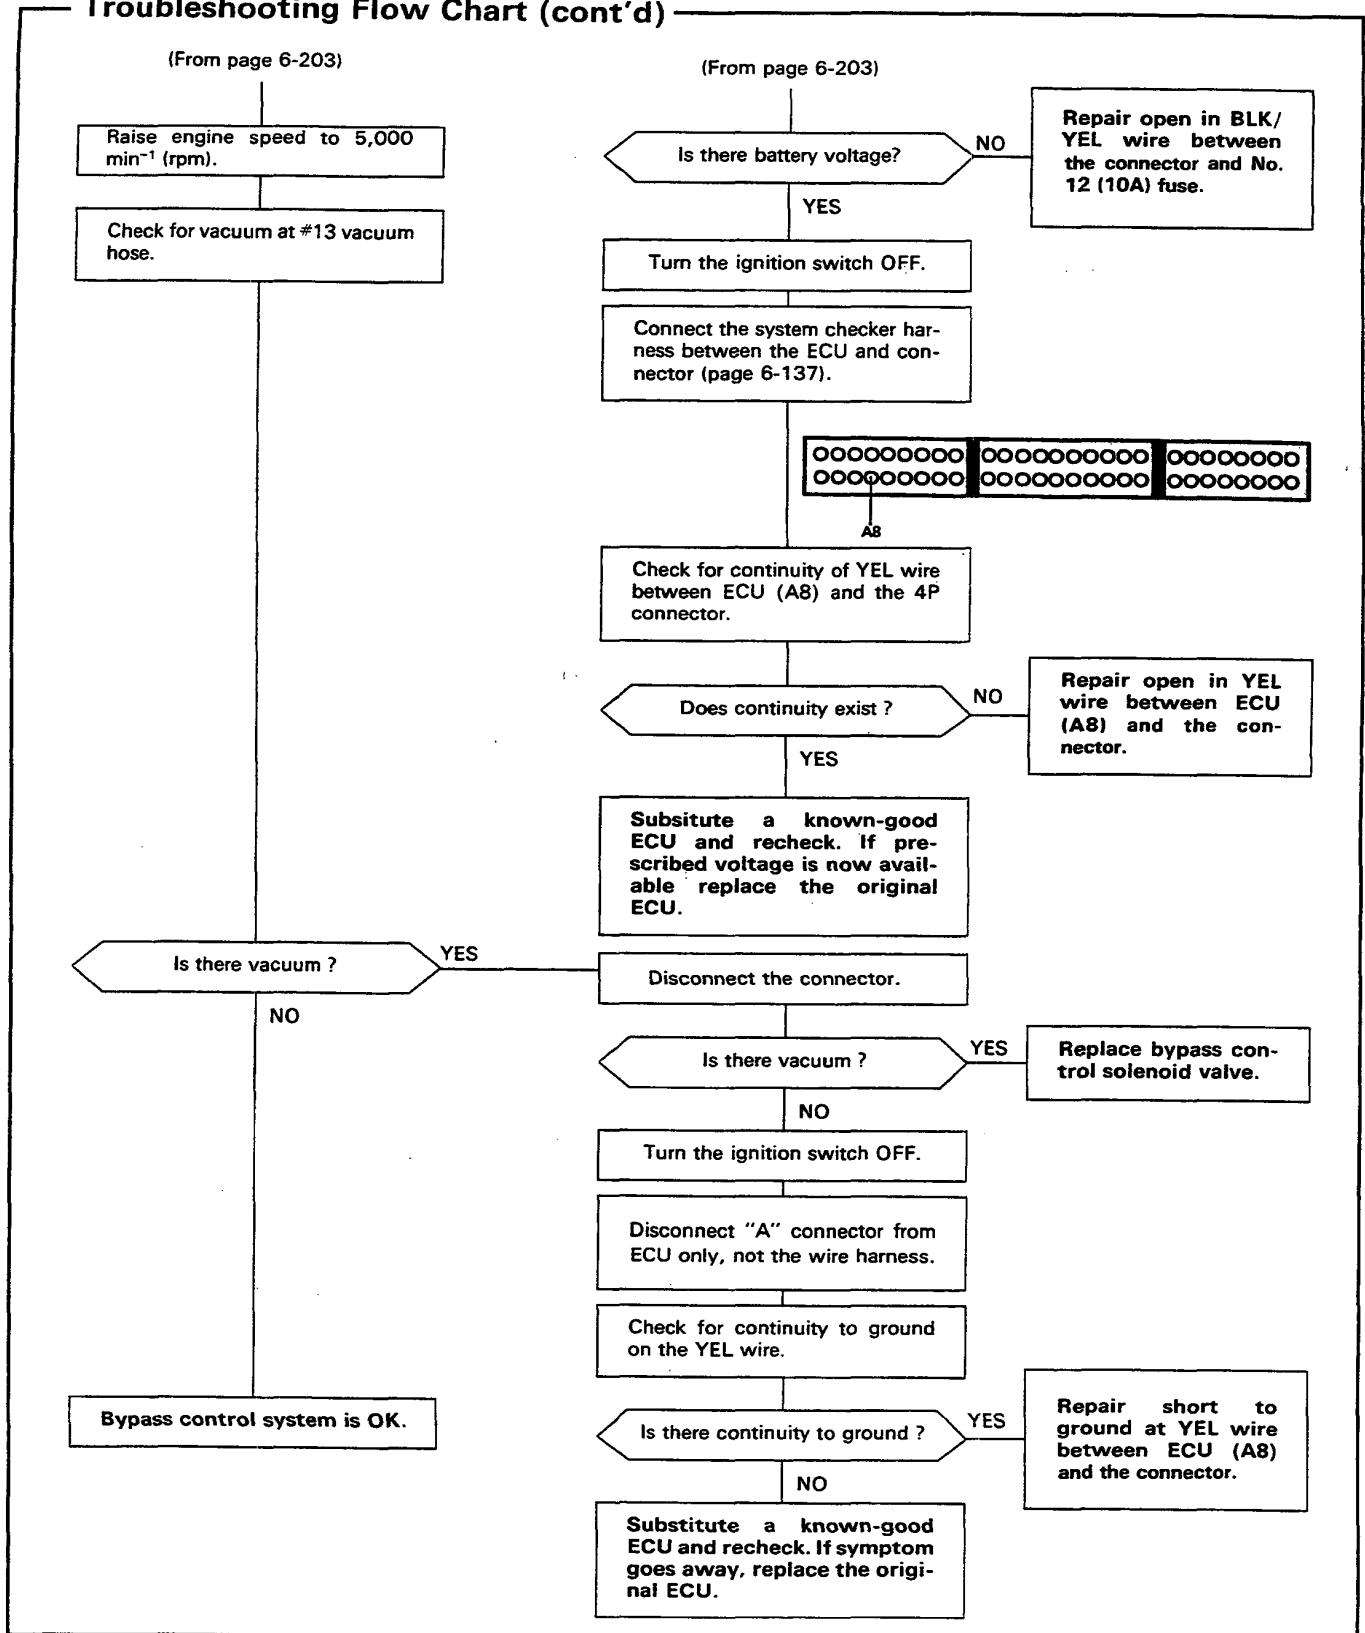 Troubleshooting Flow Chart (cont'd)
(From page 6-203)
Raise engine speed to 5,000
min⁻¹ (rpm).
Check for vacuum at #13 vacuum
hose.
Is there vacuum ?
YES
NO
Bypass control system is OK.
(From page 6-203)
Is there battery voltage?
NO
Repair open in BLK/
YEL wire between
the connector and No.
12 (10A) fuse.
YES
Turn the ignition switch OFF.
Connect the system checker har-
ness between the ECU and con-
nector (page 6-137).
A8
Check for continuity of YEL wire
between ECU (A8) and the 4P
connector.
Does continuity exist ?
NO
Repair open in YEL
wire between ECU
(A8) and the con-
nector.
YES
Subsitute a known-good
ECU and recheck. If pre-
scribed voltage is now avail-
able replace the original
ECU.
Disconnect the connector.
Is there vacuum ?
YES
Replace bypass con-
trol solenoid valve.
NO
Turn the ignition switch OFF.
Disconnect "A" connector from
ECU only, not the wire harness.
Check for continuity to ground
on the YEL wire.
Is there continuity to ground ?
YES
Repair short to
ground at YEL wire
between ECU (A8)
and the connector.
NO
Substitute a known-good
ECU and recheck. If symptom
goes away, replace the origi-
nal ECU.